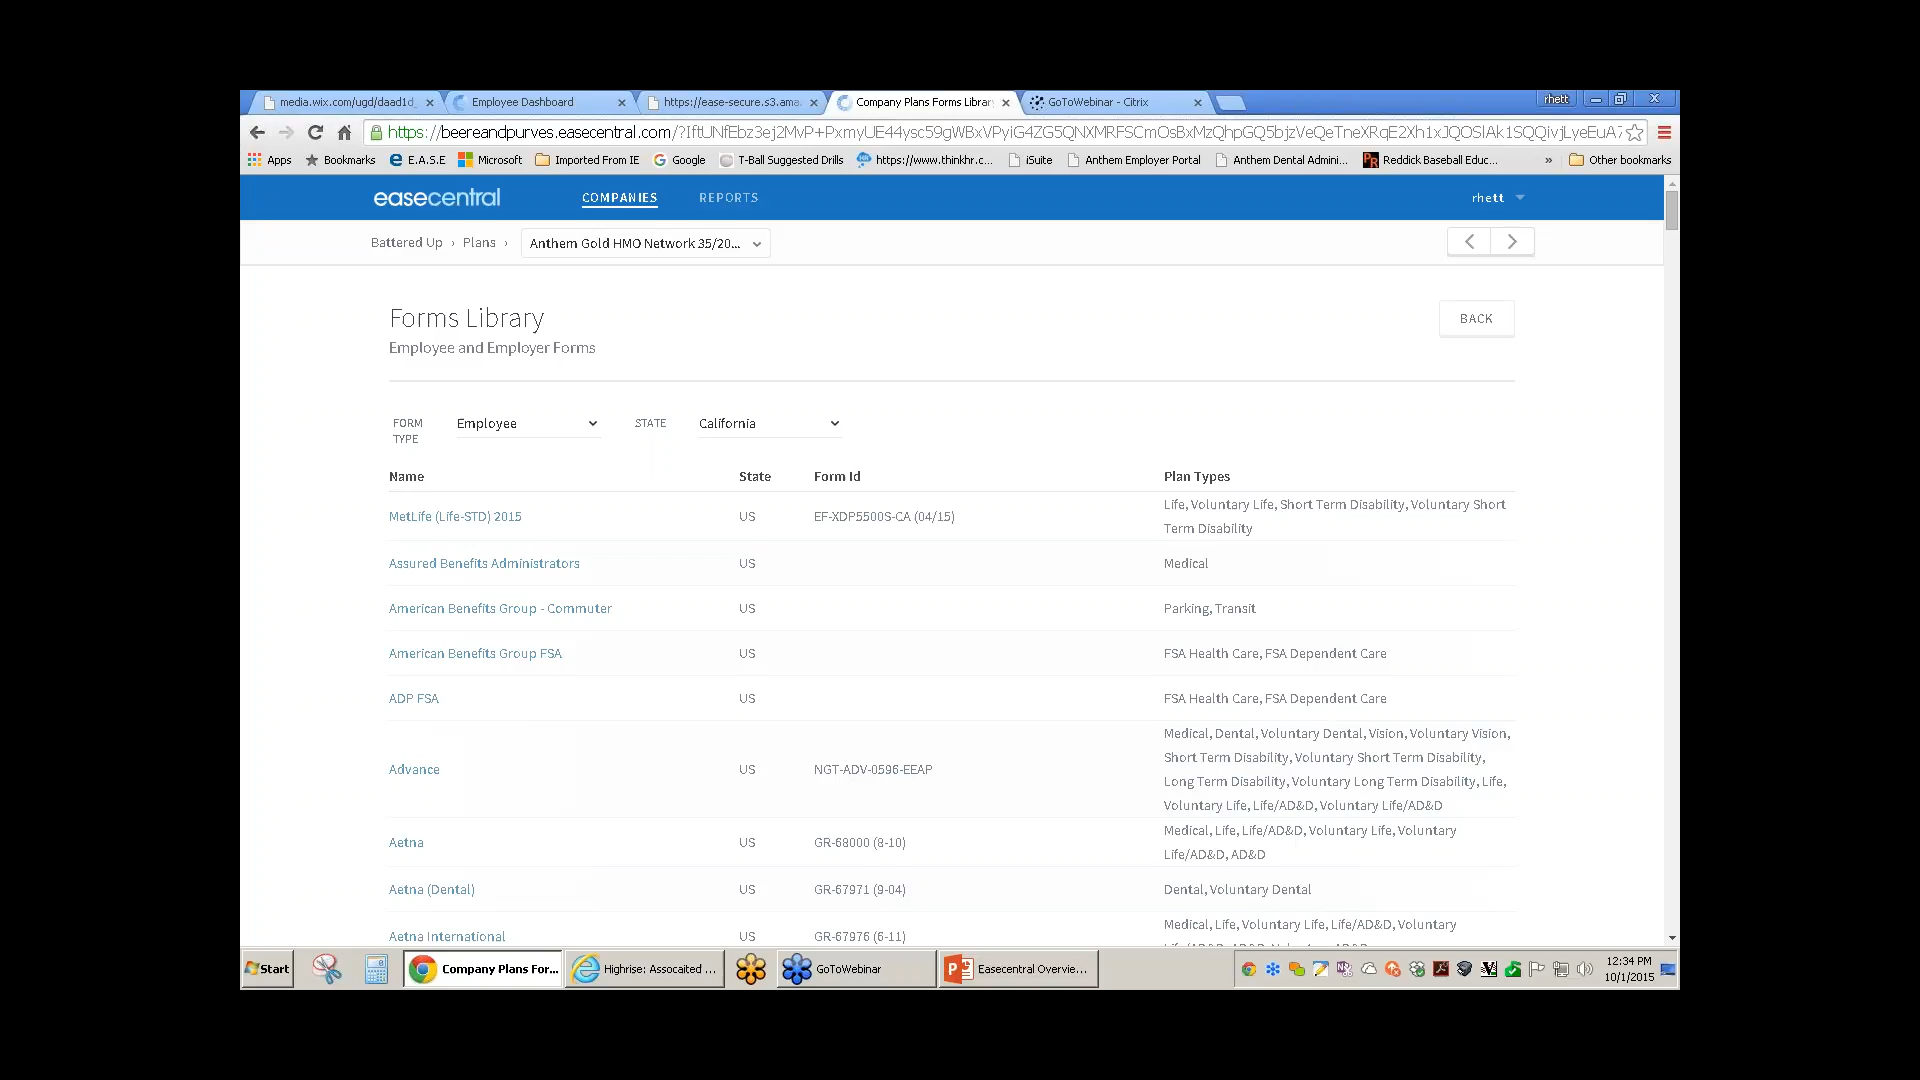 media.wix.com/ugd/daad1d_
Employee Dashboard
https://ease-secure.s3.ama
Company Plans Forms Library
GoToWebinar - Citrix
rhett
Apps
Bookmarks
E.A.S.E
Microsoft
Imported From IE
Google
T-Ball Suggested Drills
https://www.thinkhr.c...
iSuite
Anthem Employer Portal
Anthem Dental Admini...
Reddick Baseball Educ...
»
Other bookmarks
easecentral
COMPANIES
REPORTS
rhett
Battered Up › Plans ›
Anthem Gold HMO Network 35/20...
Forms Library
BACK
Employee and Employer Forms
FORM TYPE
Employee
STATE
California
Name State Form Id Plan Types
MetLife (Life-STD) 2015 US EF-XDP5500S-CA (04/15) Life, Voluntary Life, Short Term Disability, Voluntary Short
Term Disability
Assured Benefits Administrators US Medical
American Benefits Group - Commuter US Parking, Transit
American Benefits Group FSA US FSA Health Care, FSA Dependent Care
ADP FSA US FSA Health Care, FSA Dependent Care
Medical, Dental, Voluntary Dental, Vision, Voluntary Vision,
Short Term Disability, Voluntary Short Term Disability,
Advance US NGT-ADV-0596-EEAP Long Term Disability, Voluntary Long Term Disability, Life,
Voluntary Life, Life/AD&D, Voluntary Life/AD&D
Aetna US GR-68000 (8-10) Medical, Life, Life/AD&D, Voluntary Life, Voluntary
Life/AD&D, AD&D
Aetna (Dental) US GR-67971 (9-04) Dental, Voluntary Dental
Aetna International US GR-67976 (6-11) Medical, Life, Voluntary Life, Life/AD&D, Voluntary
Start
Company Plans For...
Highrise: Assocaited ...
GoToWebinar
Easecentral Overvie...
12:34 PM
10/1/2015